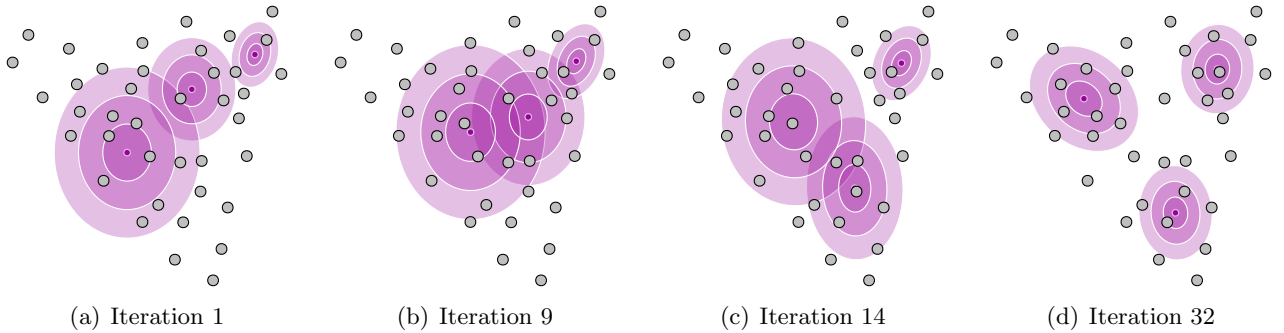 (a) Iteration 1
(b) Iteration 9
(c) Iteration 14
(d) Iteration 32